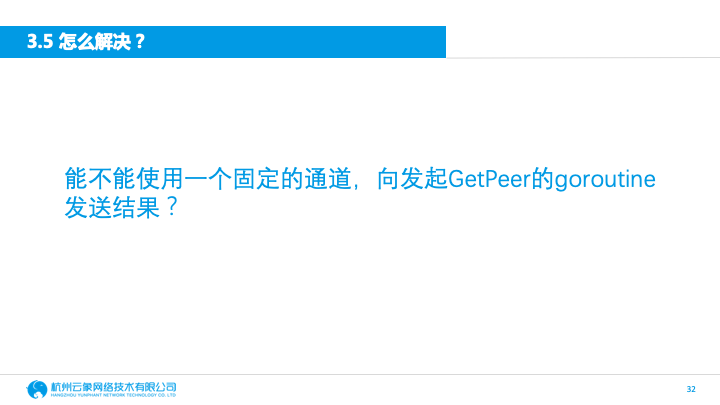 3.5 怎么解决？
能不能使用一个固定的通道，向发起GetPeer的goroutine
发送结果？
杭州云象网络技术有限公司
HANGZHOU YUNPHANT NETWORK TECHNOLOGY CO. LTD
32